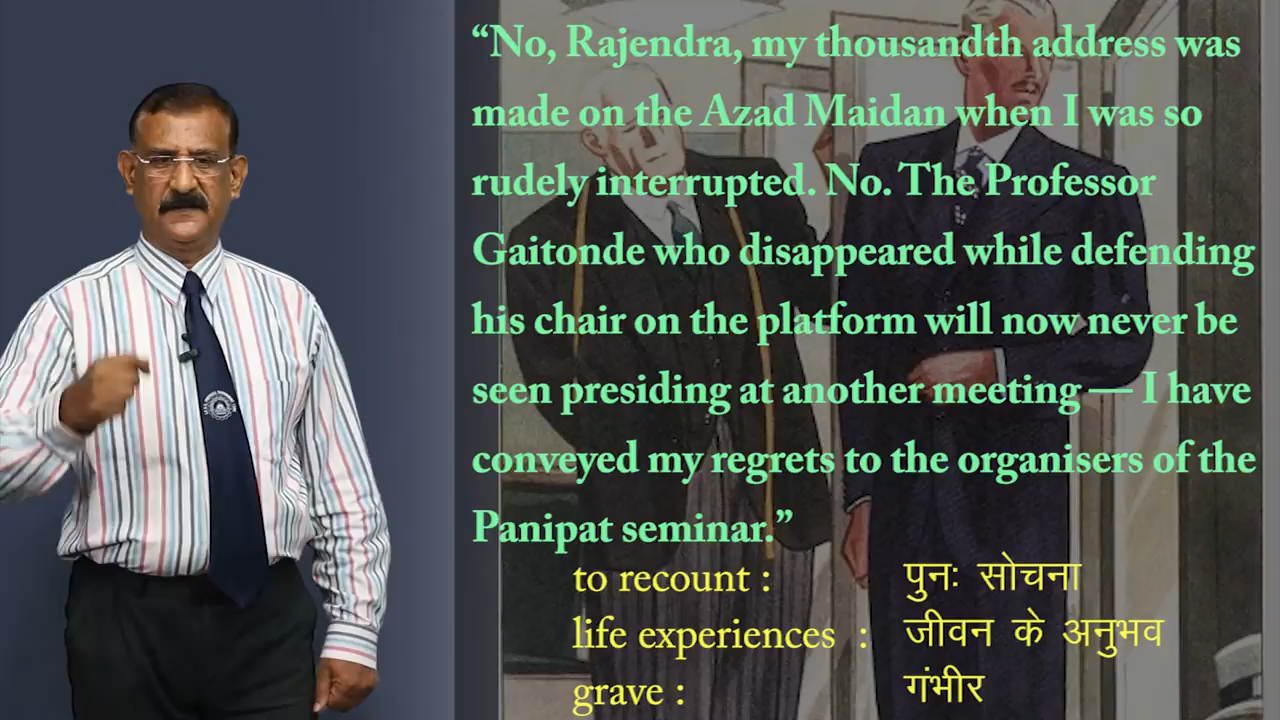 “No, Rajendra, my thousandth address was
made on the Azad Maidan when I was so
rudely interrupted. No. The Professor
Gaitonde who disappeared while defending
his chair on the platform will now never be
seen presiding at another meeting — I have
conveyed my regrets to the organisers of the
Panipat seminar.”
to recount : पुनः सोचना
life experiences : जीवन के अनुभव
grave : गंभीर